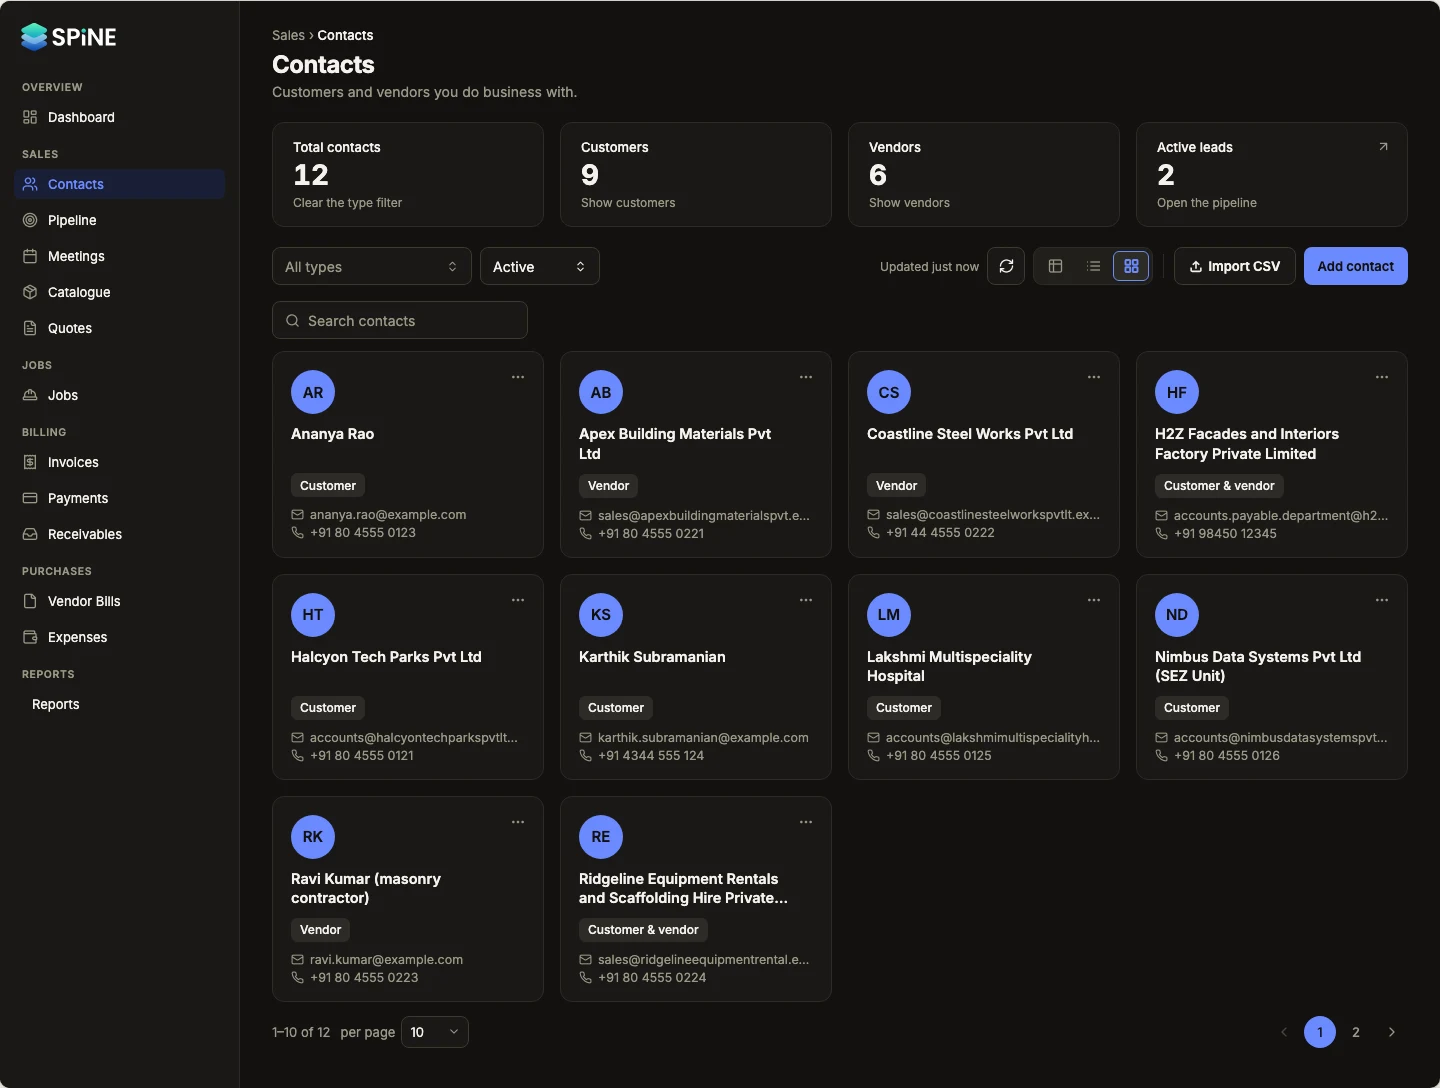 SPiNE
OVERVIEW
Dashboard
SALES
Contacts
Pipeline
Meetings
Catalogue
Quotes
JOBS
Jobs
BILLING
Invoices
Payments
Receivables
PURCHASES
Vendor Bills
Expenses
REPORTS
Reports
Sales › Contacts
Contacts
Customers and vendors you do business with.
Total contacts
12
Clear the type filter
Customers
9
Show customers
Vendors
6
Show vendors
Active leads
2
Open the pipeline
All types
Active
Updated just now
Import CSV
Add contact
Search contacts
AR
Ananya Rao
Customer
ananya.rao@example.com
+91 80 4555 0123
AB
Apex Building Materials Pvt
Ltd
Vendor
sales@apexbuildingmaterialspvt.e...
+91 80 4555 0221
CS
Coastline Steel Works Pvt Ltd
Vendor
sales@coastlinesteelworkspvtlt.ex...
+91 44 4555 0222
HF
H2Z Facades and Interiors
Factory Private Limited
Customer & vendor
accounts.payable.department@h2...
+91 98450 12345
HT
Halcyon Tech Parks Pvt Ltd
Customer
accounts@halcyontechparkspvtlt...
+91 80 4555 0121
KS
Karthik Subramanian
Customer
karthik.subramanian@example.com
+91 4344 555 124
LM
Lakshmi Multispeciality
Hospital
Customer
accounts@lakshmimultispecialityh...
+91 80 4555 0125
ND
Nimbus Data Systems Pvt Ltd
(SEZ Unit)
Customer
accounts@nimbusdatasystemspvt...
+91 80 4555 0126
RK
Ravi Kumar (masonry
contractor)
Vendor
ravi.kumar@example.com
+91 80 4555 0223
RE
Ridgeline Equipment Rentals
and Scaffolding Hire Private...
Customer & vendor
sales@ridgelineequipmentrental.e...
+91 80 4555 0224
1–10 of 12 per page 10
1 2